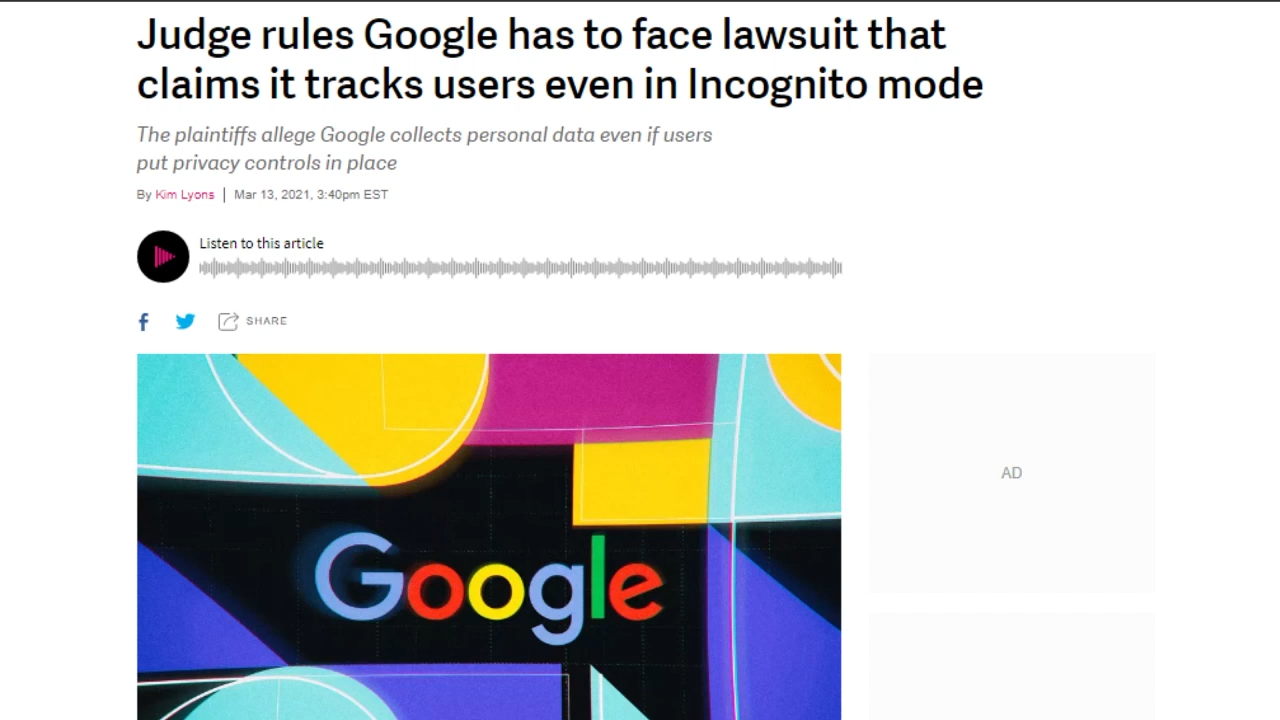 Judge rules Google has to face lawsuit that
claims it tracks users even in Incognito mode
The plaintiffs allege Google collects personal data even if users
put privacy controls in place
By Kim Lyons | Mar 13, 2021, 3:40pm EST
Listen to this article
SHARE
AD
Google